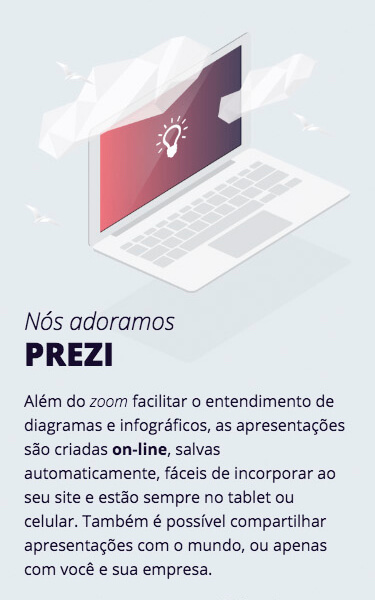 Nós adoramos
PREZI
Além do zoom facilitar o entendimento de
diagramas e infográficos, as apresentações
são criadas on-line, salvas
automaticamente, fáceis de incorporar ao
seu site e estão sempre no tablet ou
celular. Também é possível compartilhar
apresentações com o mundo, ou apenas
com você e sua empresa.